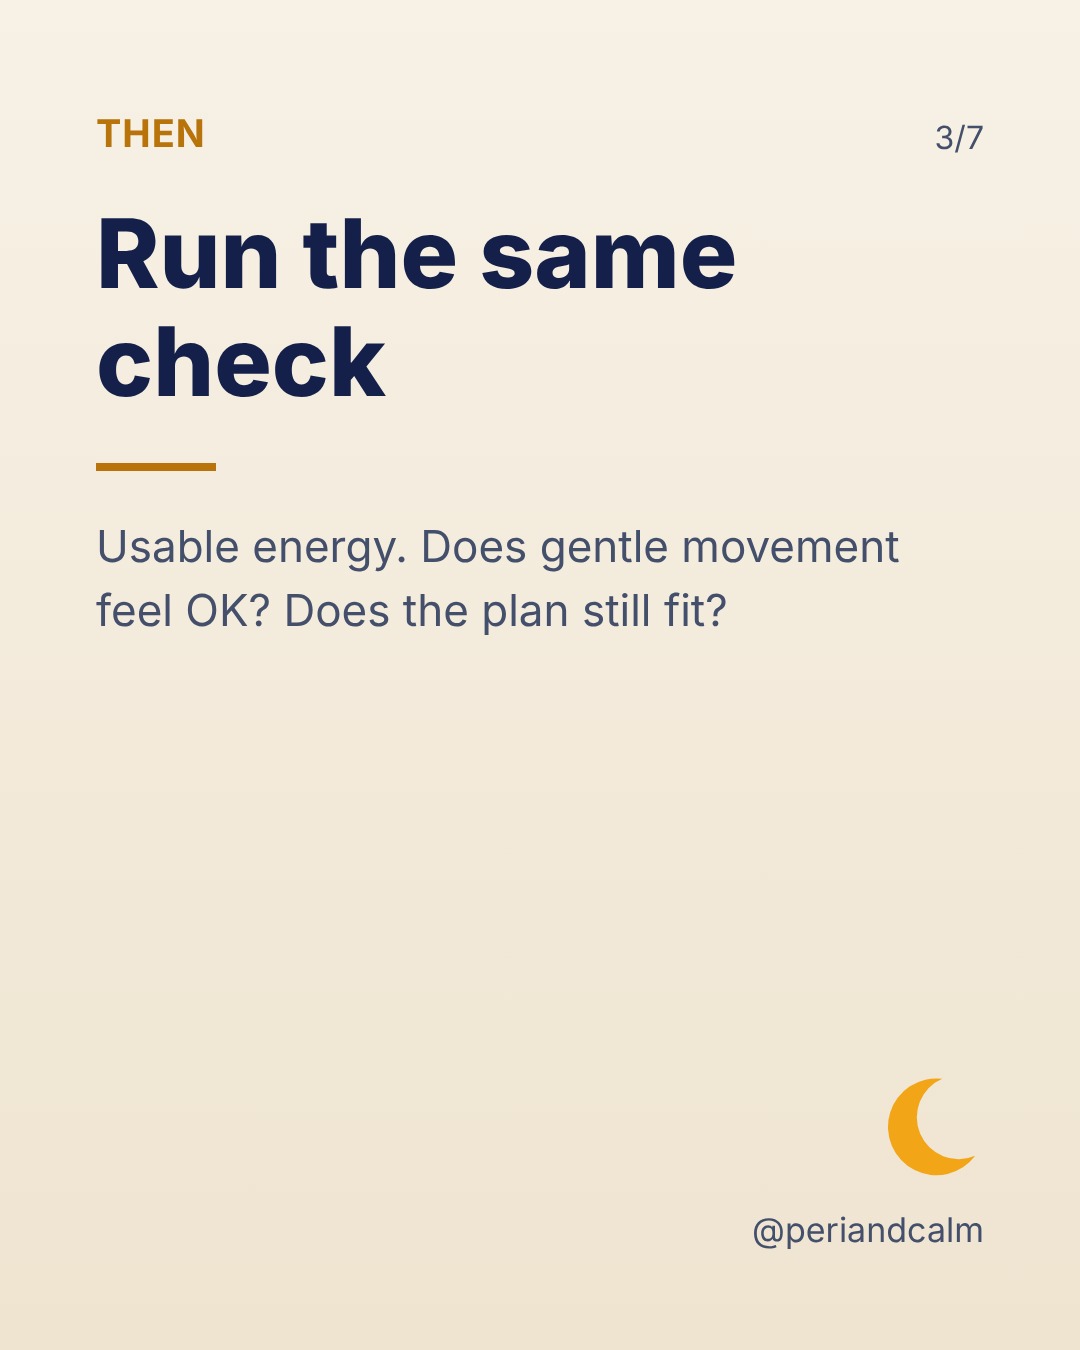 THEN
3/7
Run the same
check
Usable energy. Does gentle movement
feel OK? Does the plan still fit?
@periandcalm